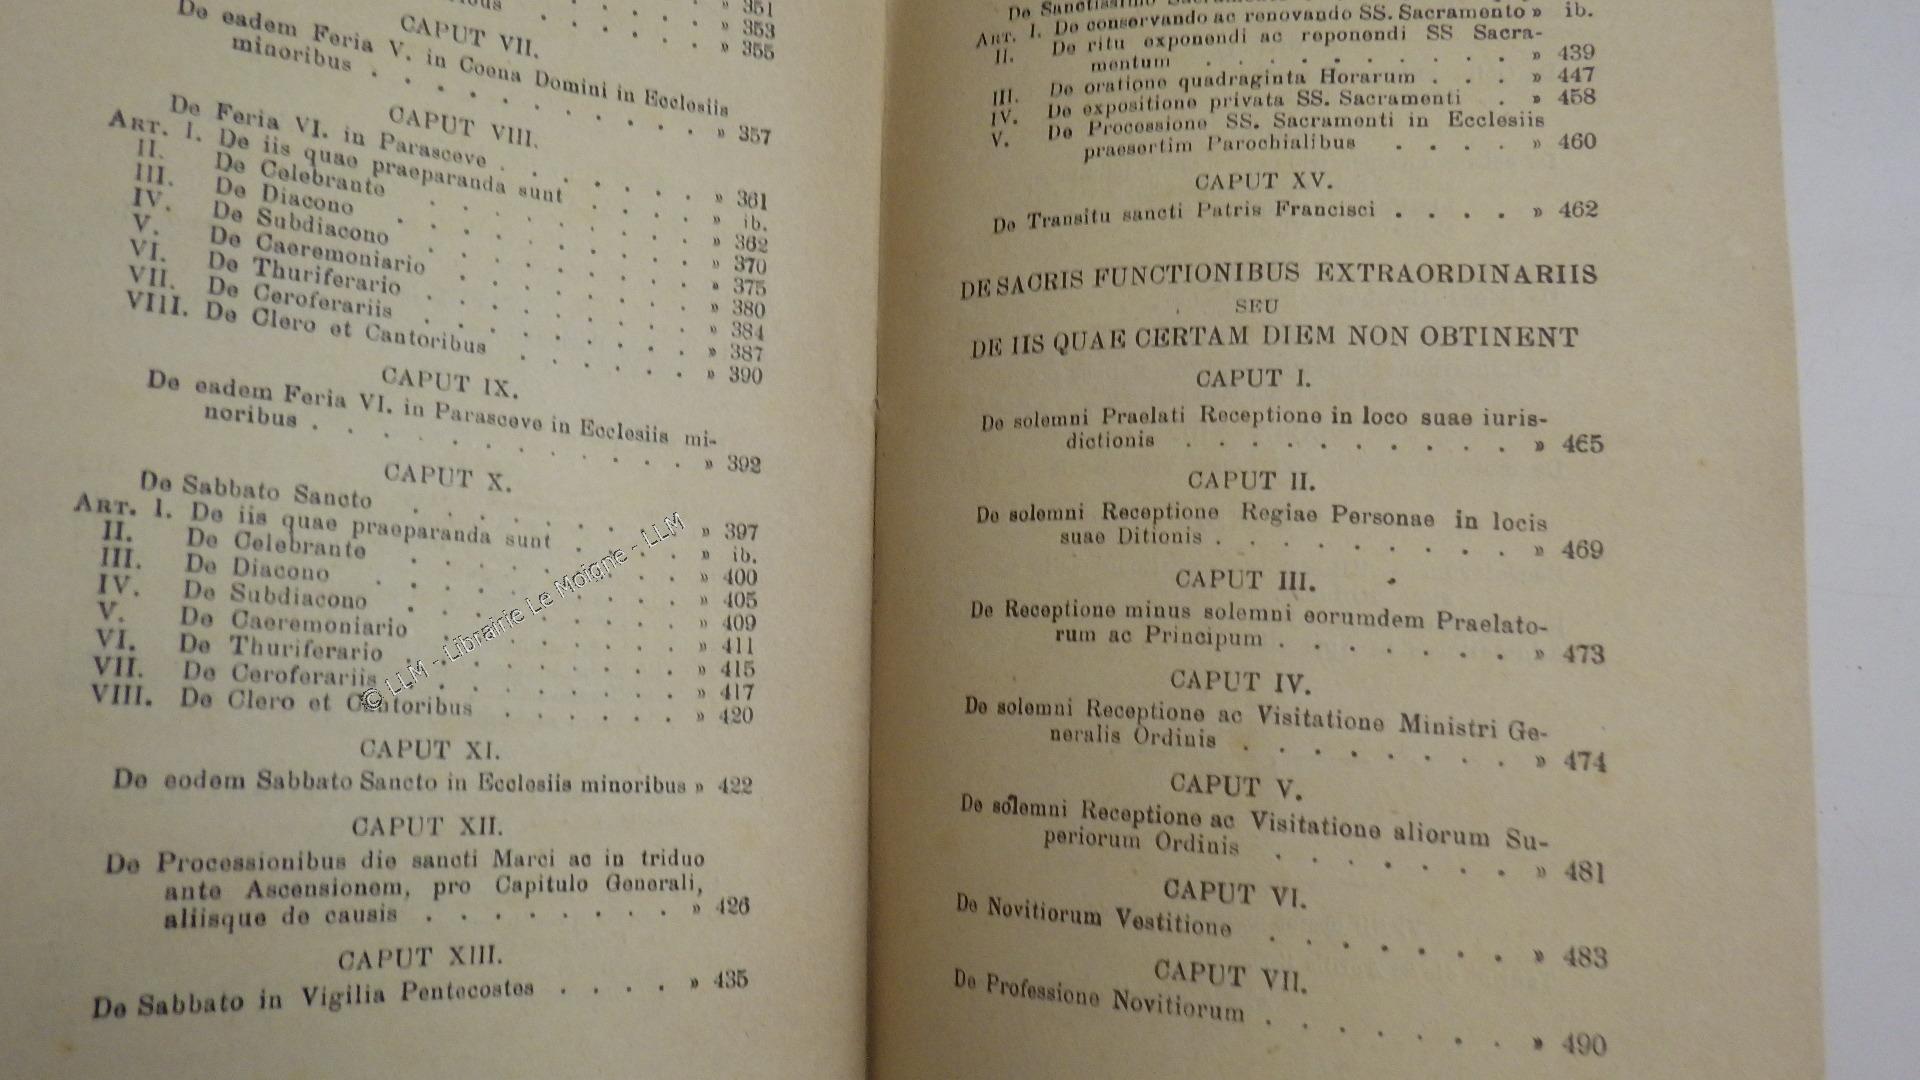 » 351
» 353
» 355
CAPUT VII.
De eadem Feria V. in Coena Domini in Ecclesiis
minoribus . . . . . . . . . » 357
CAPUT VIII.
De Feria VI. in Parasceve . . . . . . » 361
ART. I. De iis quae praeparanda sunt . . . . » ib.
II. De Celebrante . . . . . . . . » 362
III. De Diacono . . . . . . . . » 370
IV. De Subdiacono . . . . . . . . » 375
V. De Caeremoniario . . . . . . . » 380
VI. De Thuriferario . . . . . . . » 384
VII. De Ceroferariis . . . . . . . » 387
VIII. De Clero et Cantoribus . . . . . . » 390
CAPUT IX.
De eadem Feria VI. in Parasceve in Ecclesiis mi-
noribus . . . . . . . . . . » 392
CAPUT X.
De Sabbato Sancto . . . . . . . » 397
ART. I. De iis quae praeparanda sunt . . . . » ib.
II. De Celebrante . . . . . . . . » 400
III. De Diacono . . . . . . . . » 405
IV. De Subdiacono . . . . . . . . » 409
V. De Caeremoniario . . . . . . . » 411
VI. De Thuriferario . . . . . . . » 415
VII. De Ceroferariis . . . . . . . » 417
VIII. De Clero et Cantoribus . . . . . . » 420
CAPUT XI.
De eodem Sabbato Sancto in Ecclesiis minoribus » 422
CAPUT XII.
De Processionibus die sancti Marci ac in triduo
ante Ascensionem, pro Capitulo Generali,
aliisque de causis . . . . . . . . » 426
CAPUT XIII.
De Sabbato in Vigilia Pentecostes . . . . » 435
© LLM - Librairie Le Moigne - LLM
De Sanctissimo
ART. I. De conservando ac renovando SS. Sacramento » ib.
II. De ritu exponendi ac reponendi SS Sacra-
mentum . . . . . . . . . » 439
III. De oratione quadraginta Horarum . . . » 447
IV. De expositione privata SS. Sacramenti . » 458
V. De Processione SS. Sacramenti in Ecclesiis
praesertim Parochialibus . . . . » 460
CAPUT XV.
De Transitu sancti Patris Francisci . . . . » 462
DE SACRIS FUNCTIONIBUS EXTRAORDINARIIS
SEU
DE IIS QUAE CERTAM DIEM NON OBTINENT
CAPUT I.
De solemni Praelati Receptione in loco suae iuris-
dictionis . . . . . . . . . . » 465
CAPUT II.
De solemni Receptione Regiae Personae in locis
suae Ditionis . . . . . . . . . » 469
CAPUT III.
De Receptione minus solemni eorumdem Praelato-
rum ac Principum . . . . . . . » 473
CAPUT IV.
De solemni Receptione ac Visitatione Ministri Ge-
neralis Ordinis . . . . . . . . » 474
CAPUT V.
De solemni Receptione ac Visitatione aliorum Su-
periorum Ordinis . . . . . . . » 481
CAPUT VI.
De Novitiorum Vestitione . . . . . . . » 483
CAPUT VII.
De Professione Novitiorum . . . . . . . » 490